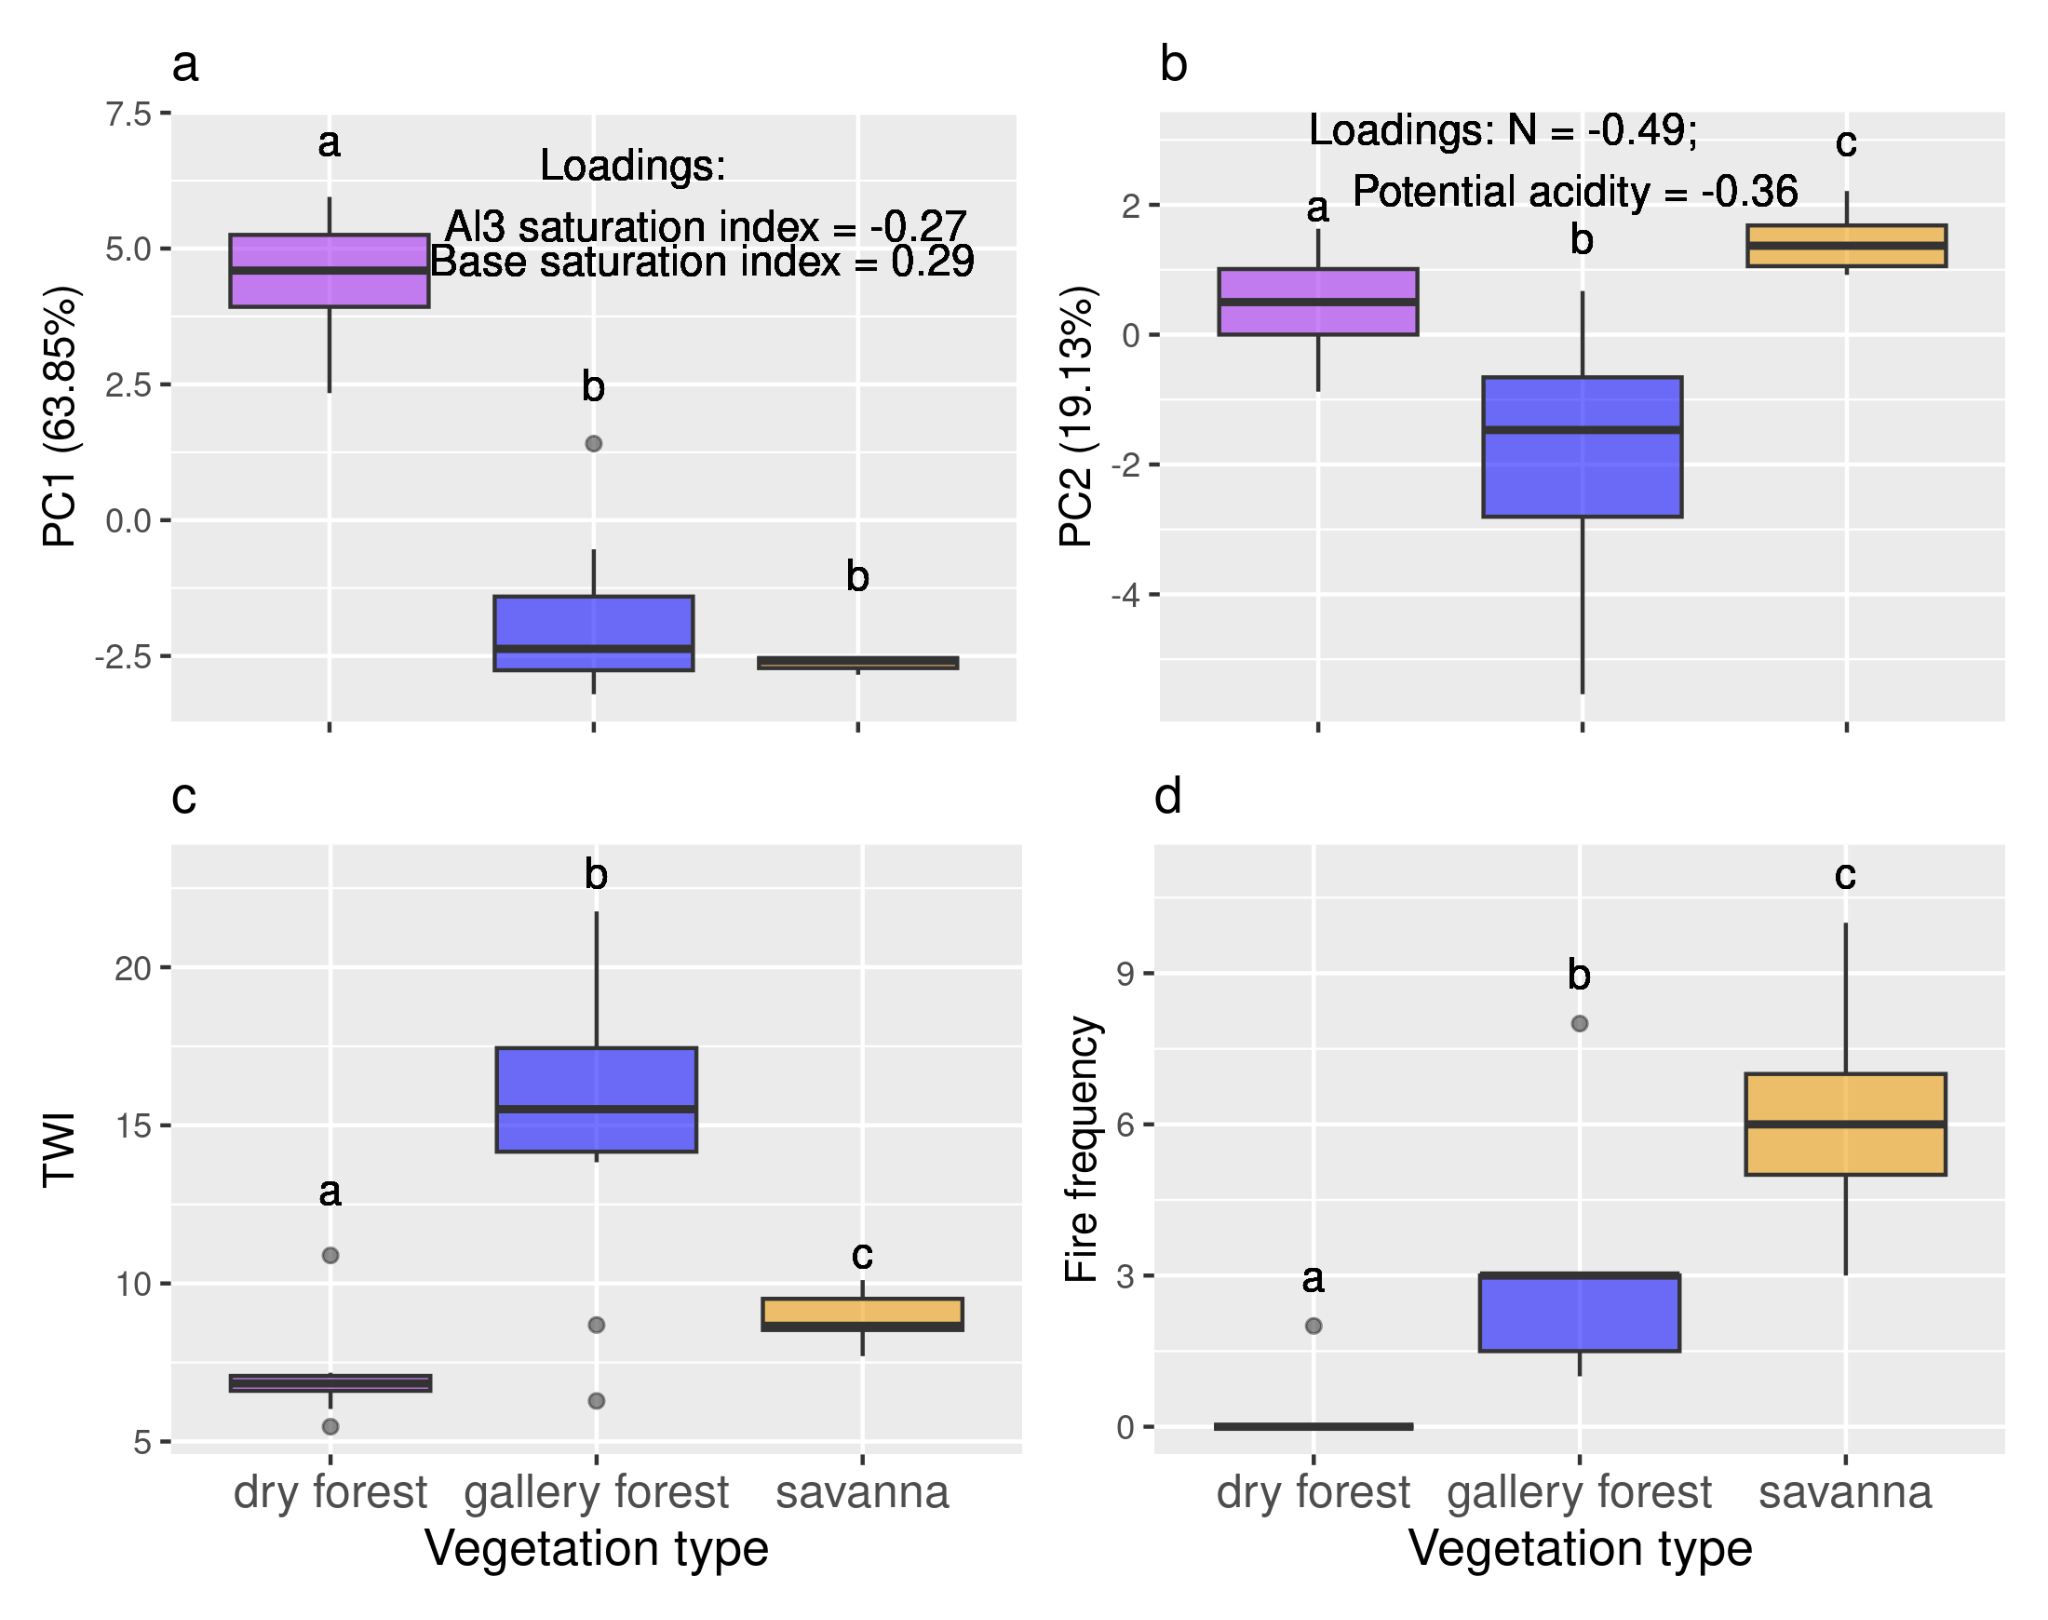 a
7.5
5.0
2.5
0.0
-2.5
PC1 (63.85%)
a
Loadings:
Al3 saturation index = -0.27
Base saturation index = 0.29
b
b
b
2
0
-2
-4
PC2 (19.13%)
Loadings: N = -0.49;
Potential acidity = -0.36
a
b
c
c
20
15
10
5
TWI
a
b
c
dry forest
gallery forest
savanna
Vegetation type
d
9
6
3
0
Fire frequency
a
b
c
dry forest
gallery forest
savanna
Vegetation type